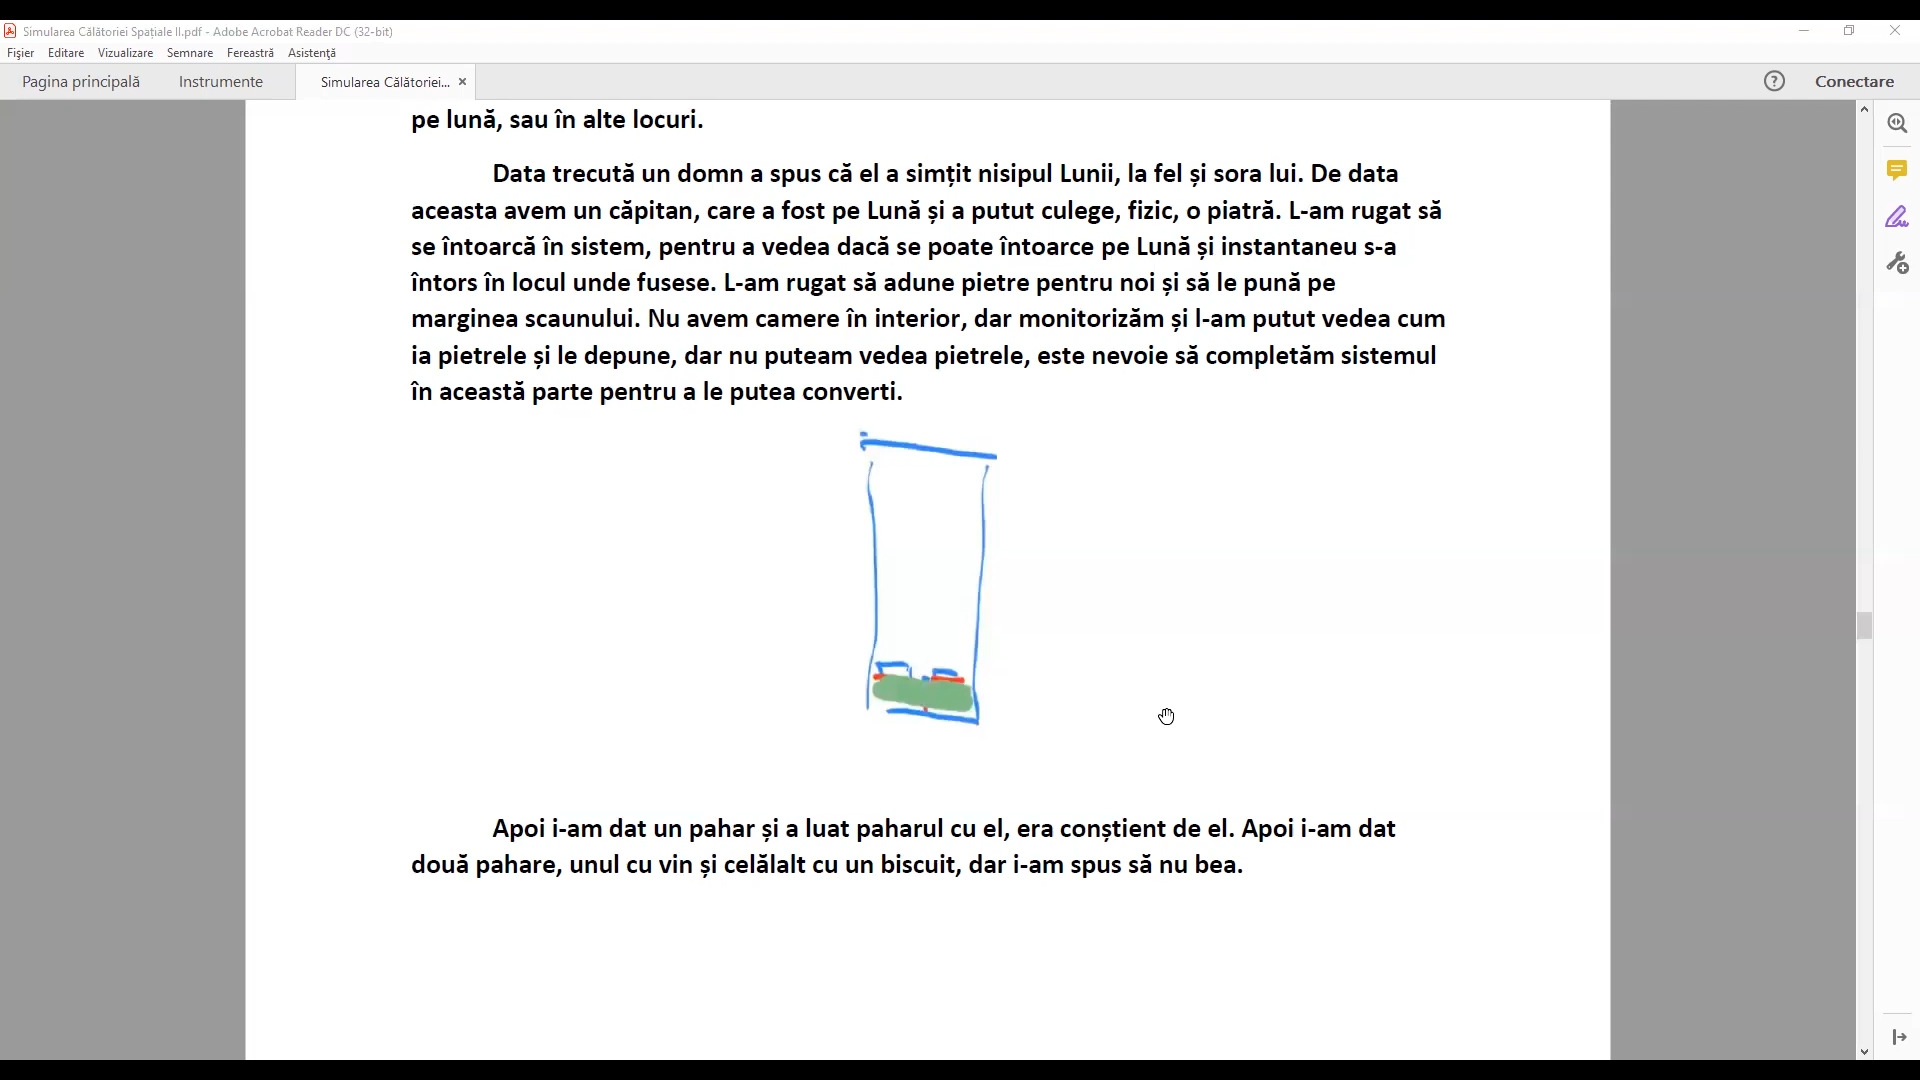 Simularea Călătoriei Spațiale II.pdf - Adobe Acrobat Reader DC (32-bit)
Fișier Editare Vizualizare Semnare Fereastră Asistență
Pagina principală Instrumente Simularea Călătoriei... × ? Conectare
pe lună, sau în alte locuri.
Data trecută un domn a spus că el a simțit nisipul Lunii, la fel și sora lui. De data
aceasta avem un căpitan, care a fost pe Lună și a putut culege, fizic, o piatră. L-am rugat să
se întoarcă în sistem, pentru a vedea dacă se poate întoarce pe Lună și instantaneu s-a
întors în locul unde fusese. L-am rugat să adune pietre pentru noi și să le pună pe
marginea scaunului. Nu avem camere în interior, dar monitorizăm și l-am putut vedea cum
ia pietrele și le depune, dar nu puteam vedea pietrele, este nevoie să completăm sistemul
în această parte pentru a le putea converti.
Apoi i-am dat un pahar și a luat paharul cu el, era conștient de el. Apoi i-am dat
două pahare, unul cu vin și celălalt cu un biscuit, dar i-am spus să nu bea.